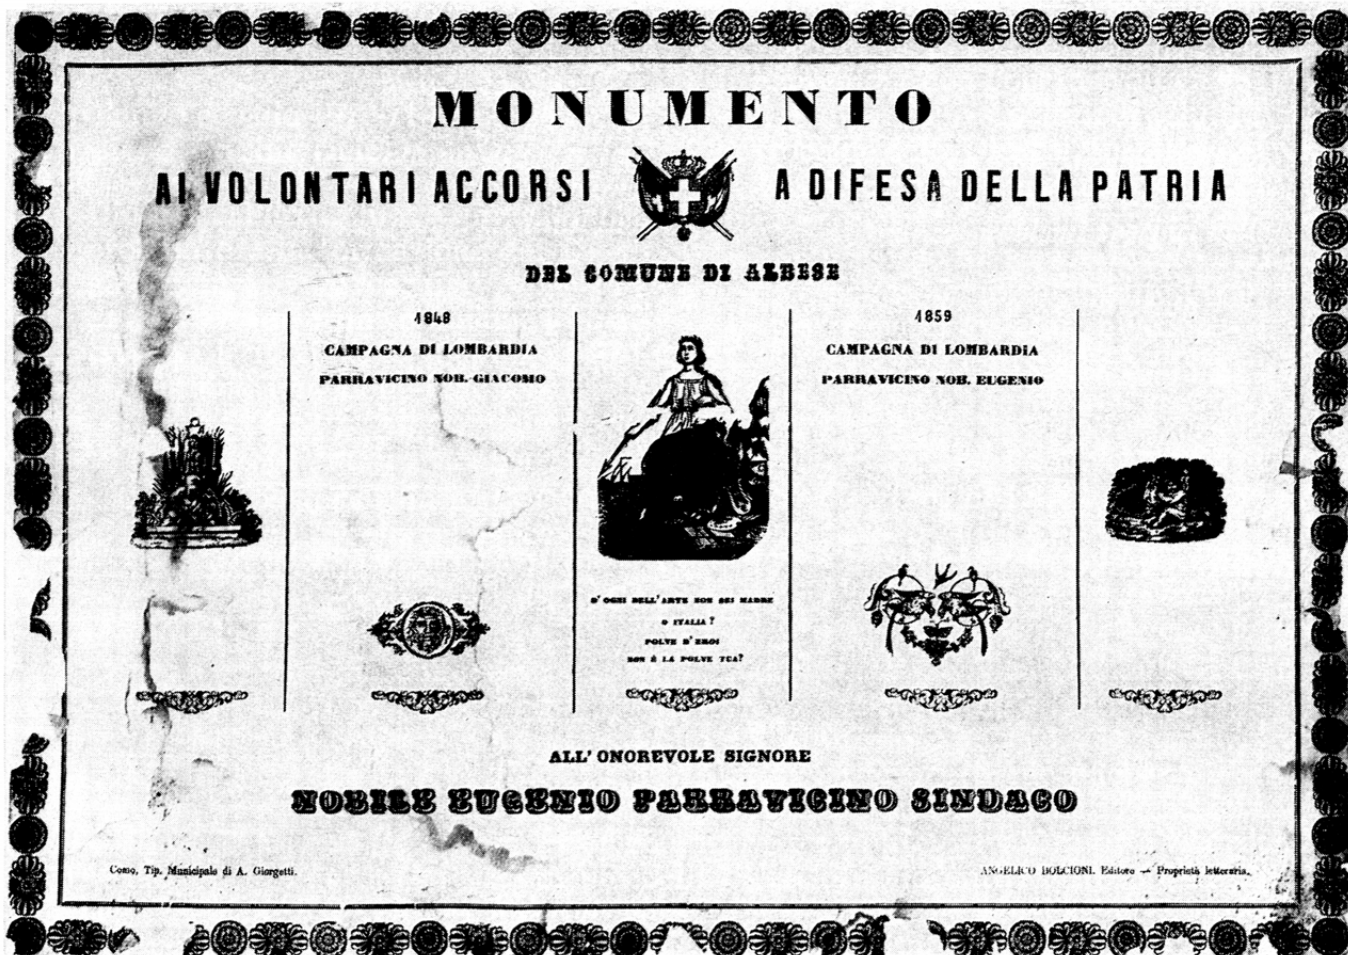 MONUMENTO
AI VOLONTARI ACCORSI A DIFESA DELLA PATRIA
DEL COMUNE DI ALBESE
1848
CAMPAGNA DI LOMBARDIA
PARRAVICINO NOB. GIACOMO
1859
CAMPAGNA DI LOMBARDIA
PARRAVICINO NOB. EUGENIO
D'OGNI BELL'ARTE NON SEI MADRE
O ITALIA?
POLVE D'EROI
NON È LA POLVE TUA?
ALL'ONOREVOLE SIGNORE
NOBILE EUGENIO PARRAVICINO SINDACO
Como, Tip. Municipale di A. Giorgetti.
ANGELICO BOLCIONI. Editore — Proprietà letteraria.